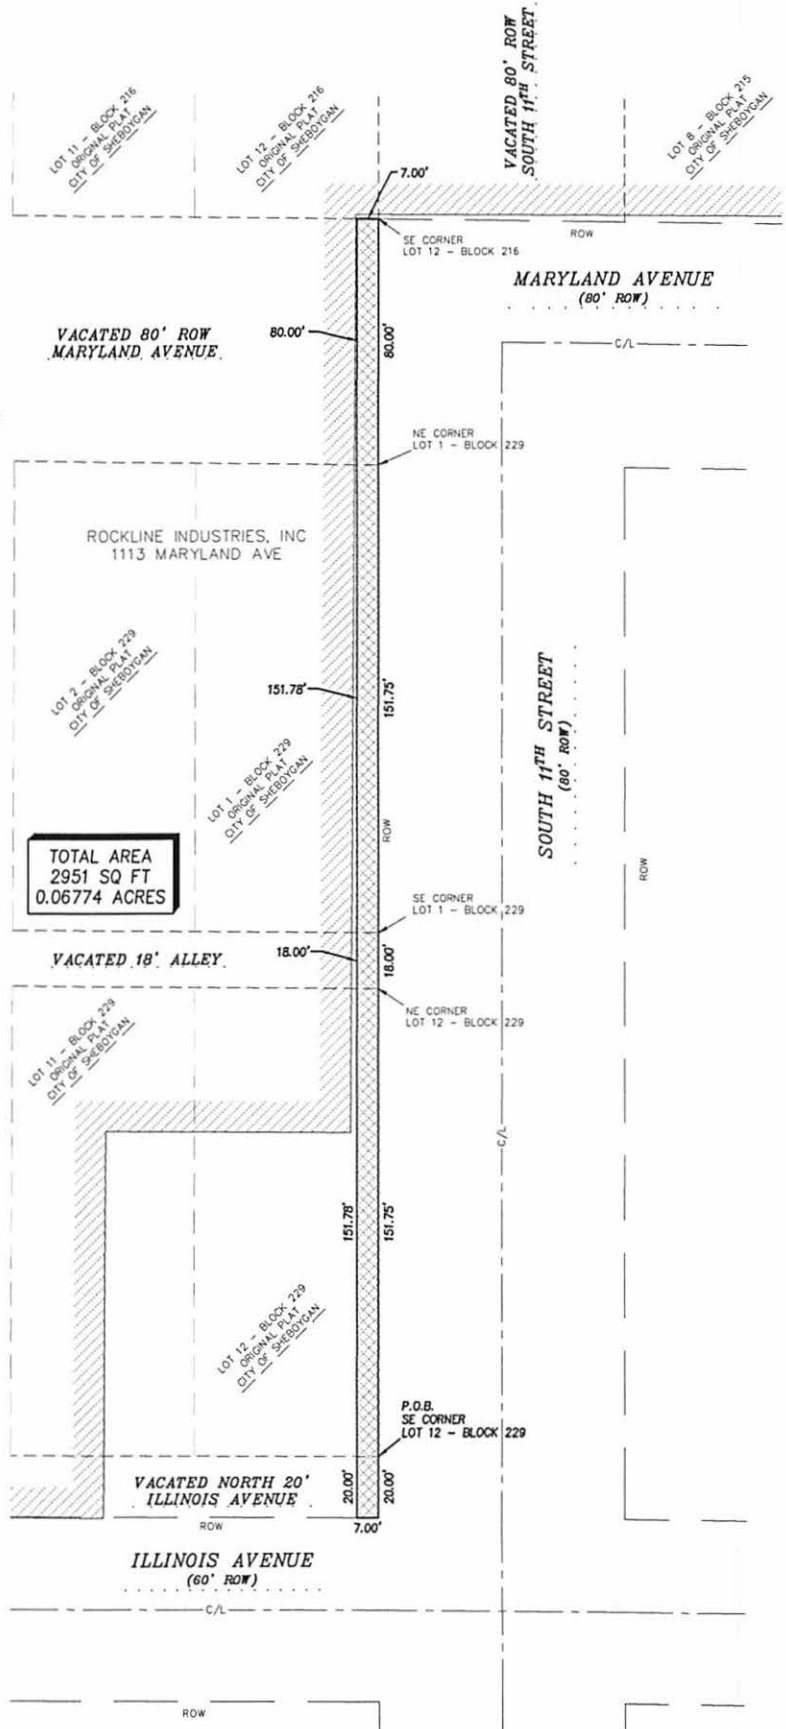 VACATED 80' ROW
SOUTH 11TH STREET
LOT 11 - BLOCK 216
ORIGINAL PLAT
CITY OF SHEBOYGAN
LOT 12 - BLOCK 216
ORIGINAL PLAT
CITY OF SHEBOYGAN
LOT 8 - BLOCK 215
ORIGINAL PLAT
CITY OF SHEBOYGAN
7.00'
SE CORNER
LOT 12 - BLOCK 216
ROW
MARYLAND AVENUE
(80' ROW)
VACATED 80' ROW
MARYLAND AVENUE
80.00'
80.00'
C/L
NE CORNER
LOT 1 - BLOCK 229
ROCKLINE INDUSTRIES, INC
1113 MARYLAND AVE
LOT 2 - BLOCK 229
ORIGINAL PLAT
CITY OF SHEBOYGAN
151.78'
151.75'
SOUTH 11TH STREET
(80' ROW)
LOT 1 - BLOCK 229
ORIGINAL PLAT
CITY OF SHEBOYGAN
ROW
ROW
TOTAL AREA
2951 SQ FT
0.06774 ACRES
SE CORNER
LOT 1 - BLOCK 229
VACATED 18' ALLEY
18.00'
18.00'
NE CORNER
LOT 12 - BLOCK 229
LOT 11 - BLOCK 229
ORIGINAL PLAT
CITY OF SHEBOYGAN
C/L
151.78'
151.75'
LOT 12 - BLOCK 229
ORIGINAL PLAT
CITY OF SHEBOYGAN
P.O.B.
SE CORNER
LOT 12 - BLOCK 229
VACATED NORTH 20'
ILLINOIS AVENUE
20.00'
20.00'
ROW
7.00'
ILLINOIS AVENUE
(60' ROW)
C/L
ROW